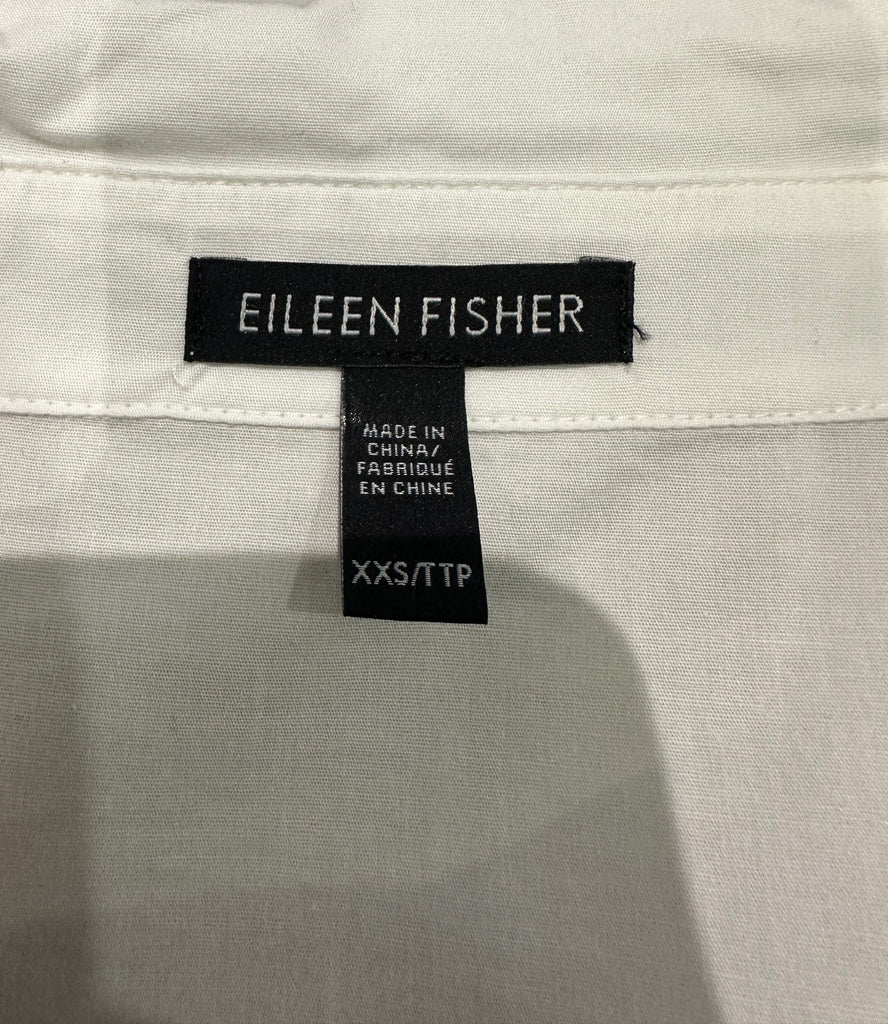 EILEEN FISHER
MADE IN
CHINA/
FABRIQUÉ
EN CHINE
XXS/TTP